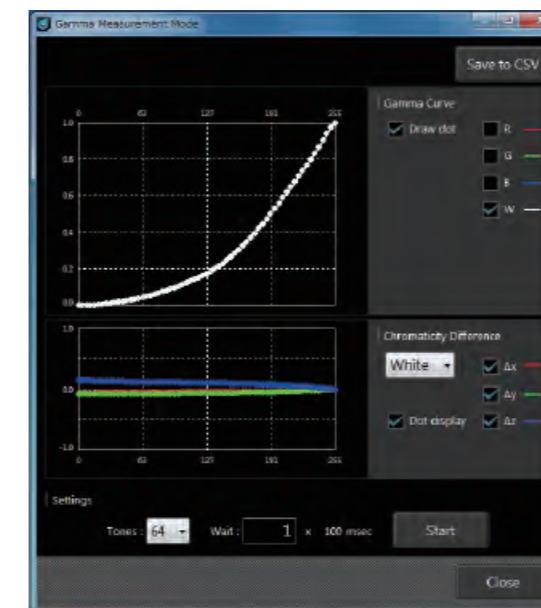 Gamma Measurement Mode
Save to CSV
Gamma Curve
Draw dot
R
G
B
W
0 63 127 191 255
1.0
0.8
0.6
0.4
0.2
0.0
Chromaticity Difference
White
Δx
Δy
Dot display
Δz
1.0
0.0
-1.0
0 63 127 191 255
Settings
Tones : 64
Wait : 1 x 100 msec
Start
Close